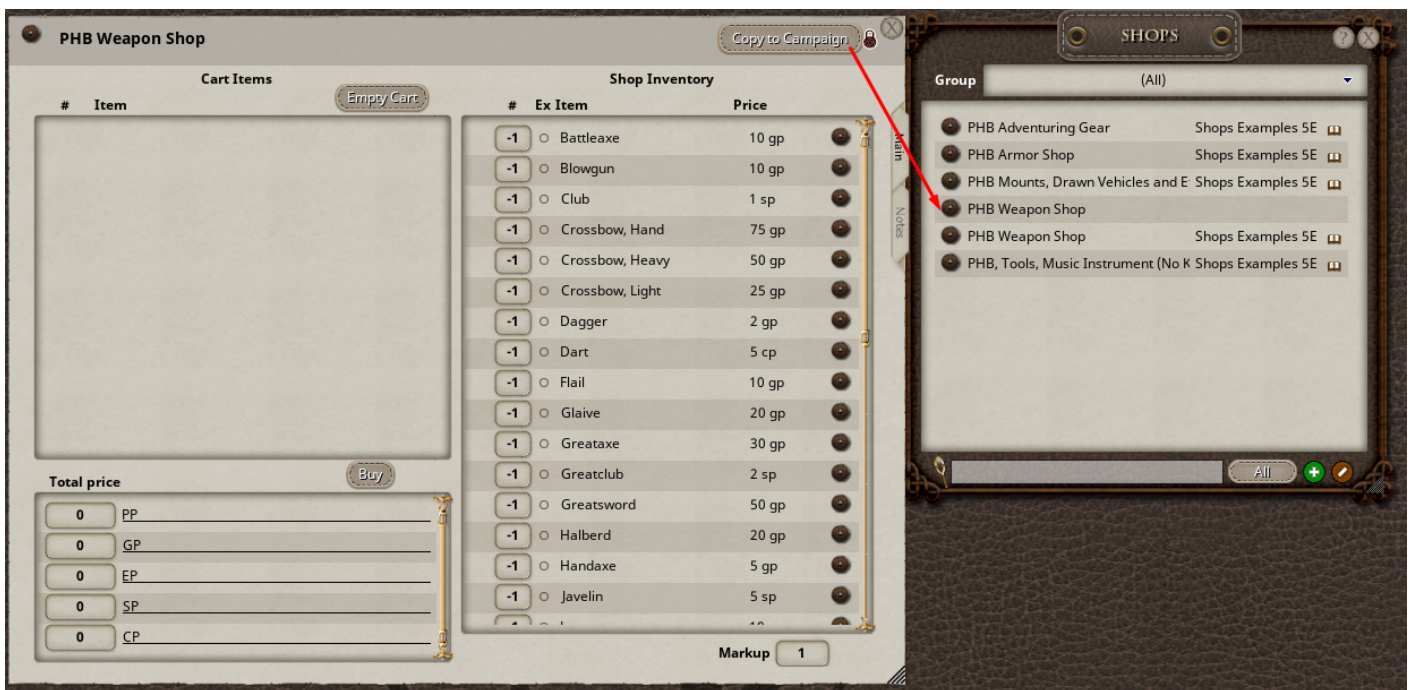 PHB Weapon Shop
Copy to Campaign
X
Cart Items
Empty Cart
# Item
Shop Inventory
# Ex Item Price
-1 Battleaxe 10 gp
-1 Blowgun 10 gp
-1 Club 1 sp
-1 Crossbow, Hand 75 gp
-1 Crossbow, Heavy 50 gp
-1 Crossbow, Light 25 gp
-1 Dagger 2 gp
-1 Dart 5 cp
-1 Flail 10 gp
-1 Glaive 20 gp
-1 Greataxe 30 gp
-1 Greatclub 2 sp
-1 Greatsword 50 gp
-1 Halberd 20 gp
-1 Handaxe 5 gp
-1 Javelin 5 sp
Main
Notes
Total price
Buy
0 PP
0 GP
0 EP
0 SP
0 CP
Markup 1
SHOPS
? X
Group (All)
PHB Adventuring Gear Shops Examples 5E
PHB Armor Shop Shops Examples 5E
PHB Mounts, Drawn Vehicles and E Shops Examples 5E
PHB Weapon Shop
PHB Weapon Shop Shops Examples 5E
PHB, Tools, Music Instrument (No K Shops Examples 5E
All